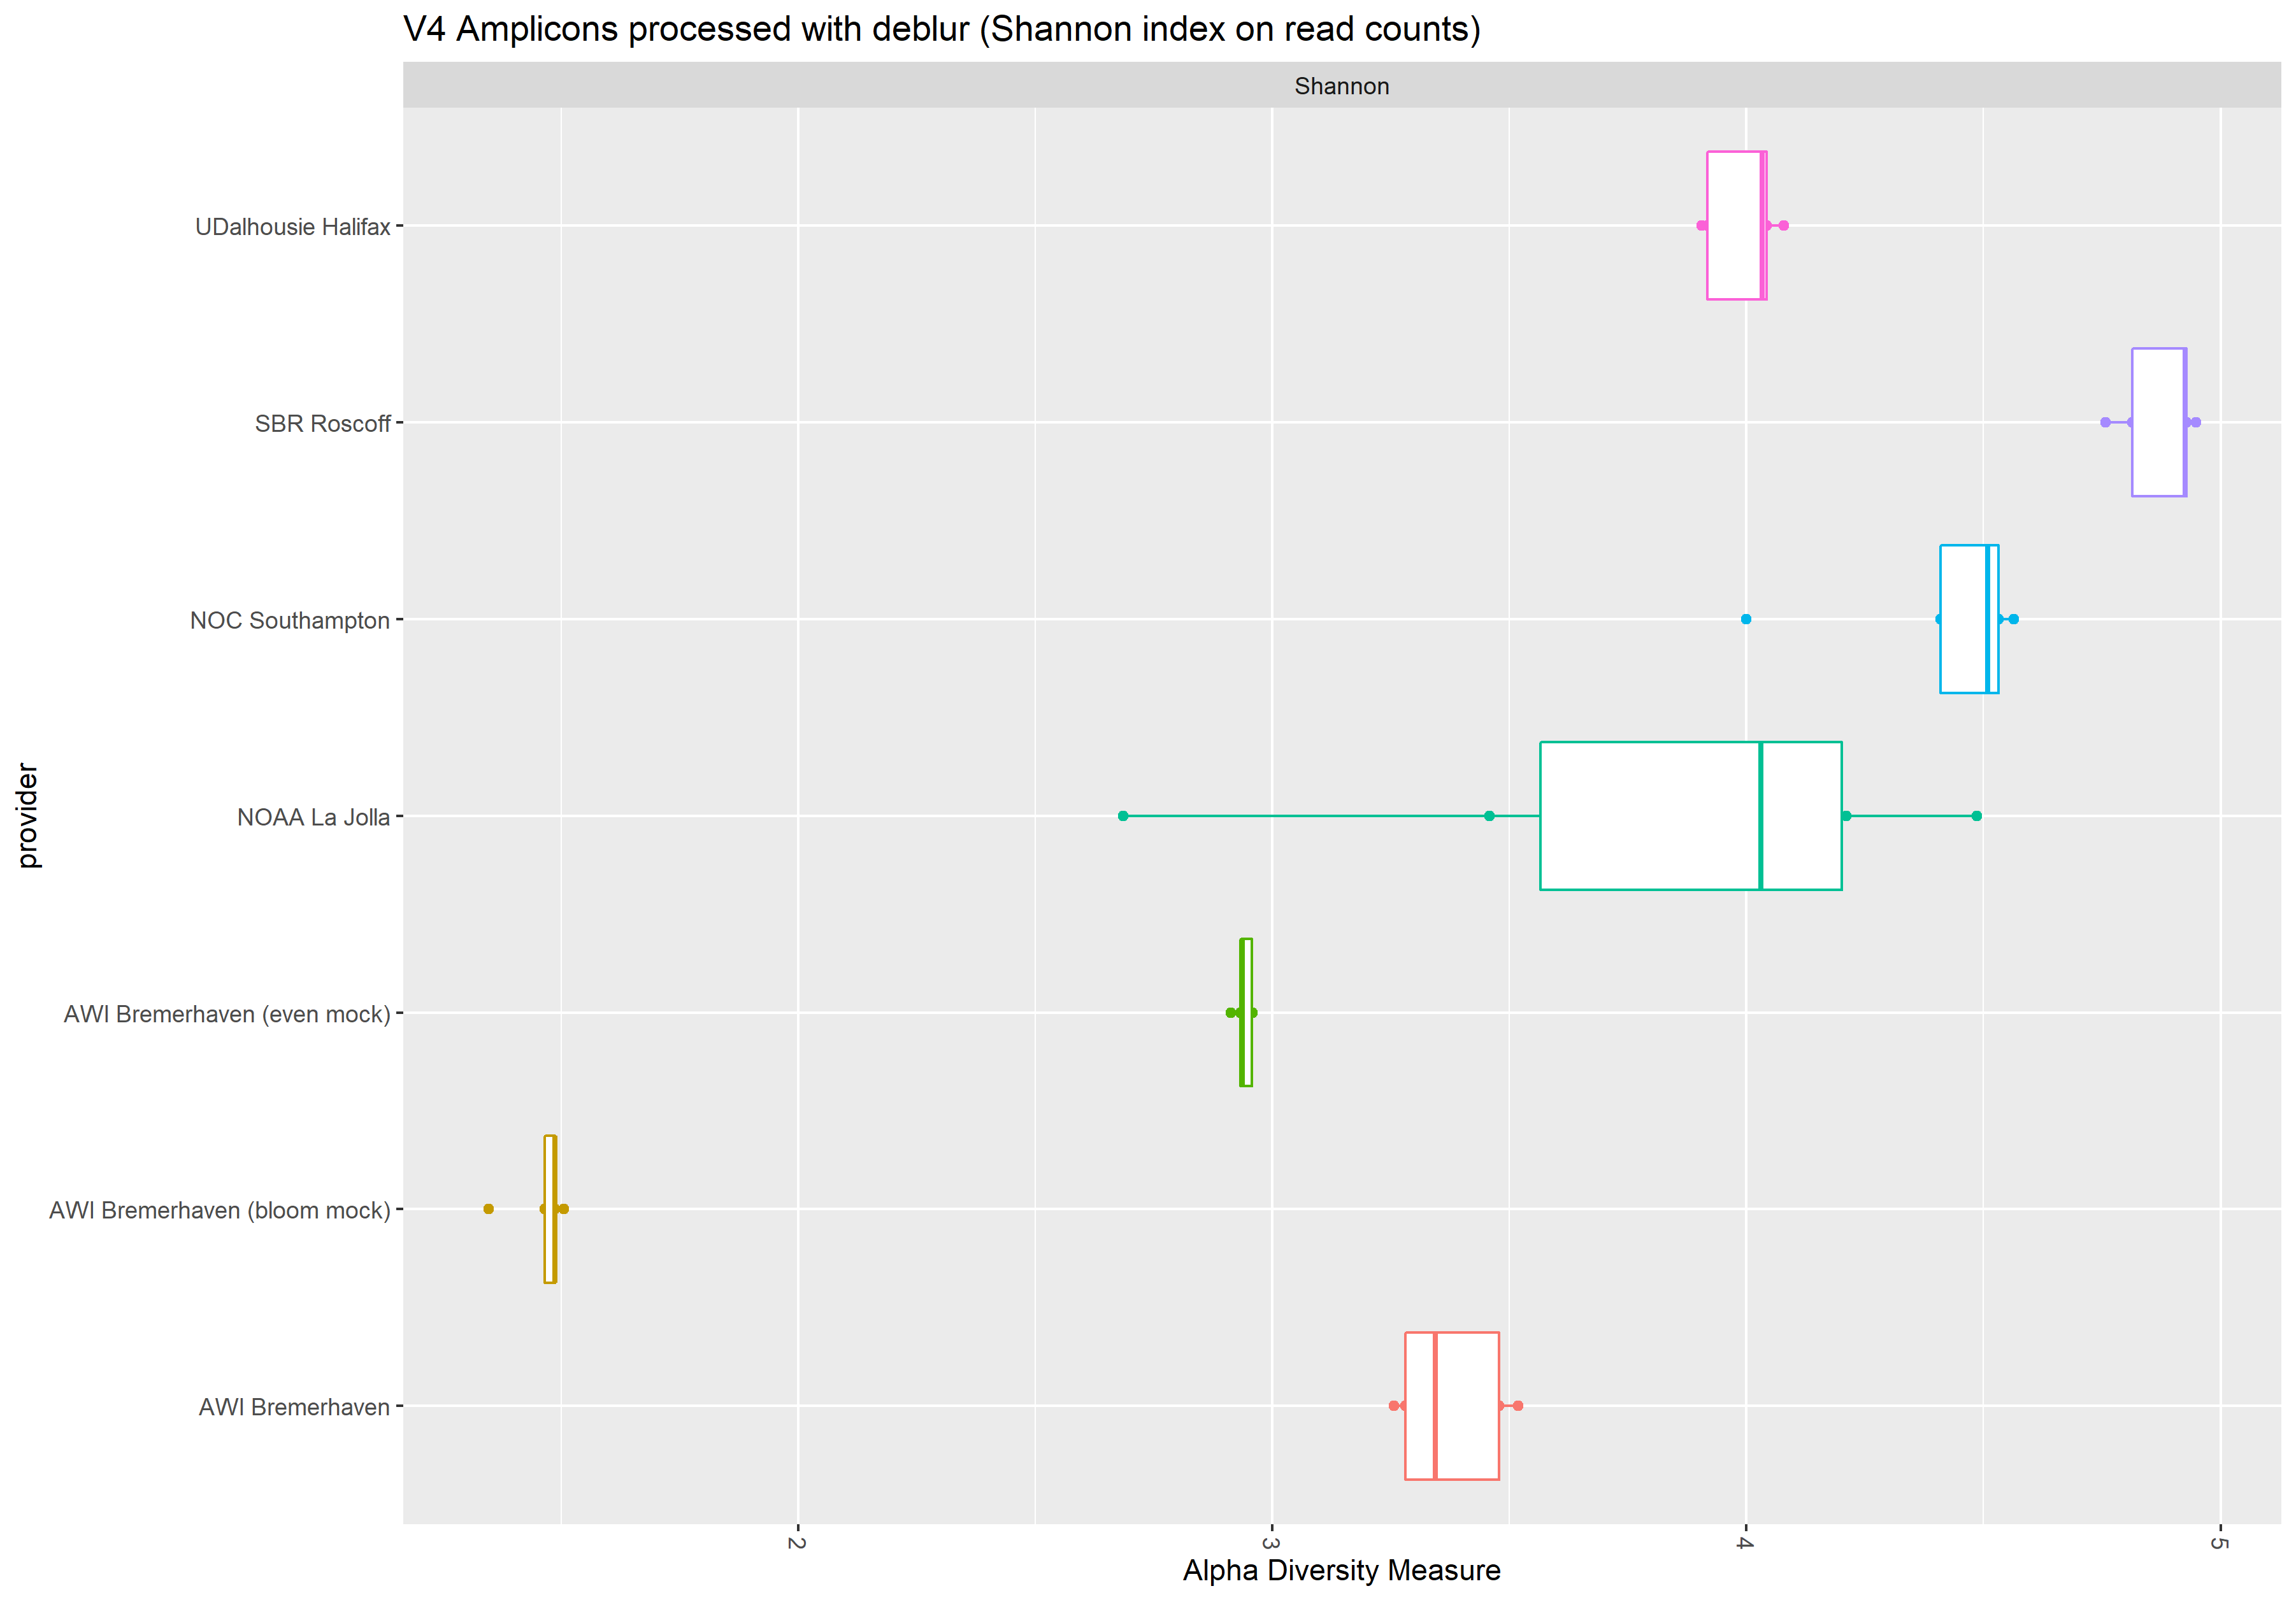 V4 Amplicons processed with deblur (Shannon index on read counts)
Shannon
UDalhousie Halifax
SBR Roscoff
NOC Southampton
NOAA La Jolla
AWI Bremerhaven (even mock)
AWI Bremerhaven (bloom mock)
AWI Bremerhaven
provider
2
3
4
5
Alpha Diversity Measure